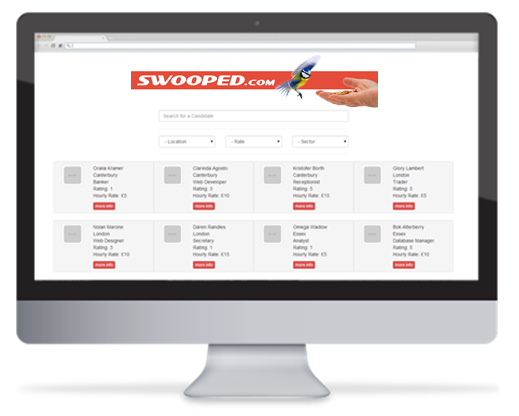 SWOOPED.COM
Search for a Candidate
- Location
- Rate
- Sector
Oralia Kramer
Canterbury
Banker
Rating: 1
Hourly Rate: £5
more info
Clarinda Agosto
Canterbury
Web Developer
Rating: 3
Hourly Rate: £10
more info
Kristofer Borth
Canterbury
Receptionist
Rating: 5
Hourly Rate: £15
more info
Glory Lambert
London
Trader
Rating: 5
Hourly Rate: £5
more info
Nolan Marone
London
Web Designer
Rating: 3
Hourly Rate: £10
more info
Daren Randles
London
Secretary
Rating: 1
Hourly Rate: £15
more info
Omega Wadlow
Essex
Analyst
Rating: 1
Hourly Rate: £5
more info
Bok Atterberry
Essex
Database Manager
Rating: 5
Hourly Rate: £10
more info